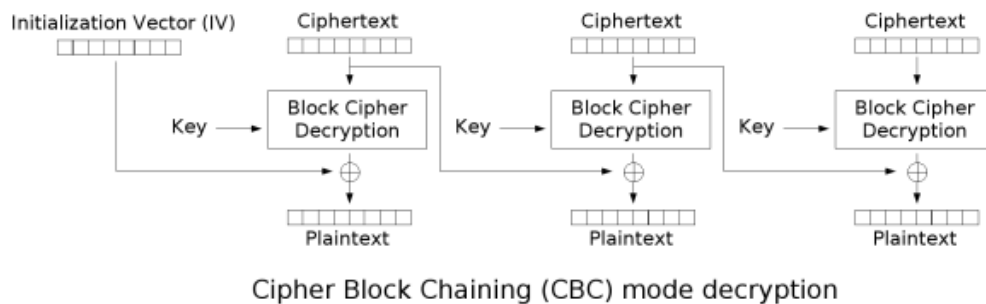 Initialization Vector (IV)
Ciphertext
Ciphertext
Ciphertext
Key
Block Cipher
Decryption
Key
Block Cipher
Decryption
Key
Block Cipher
Decryption
Plaintext
Plaintext
Plaintext
Cipher Block Chaining (CBC) mode decryption